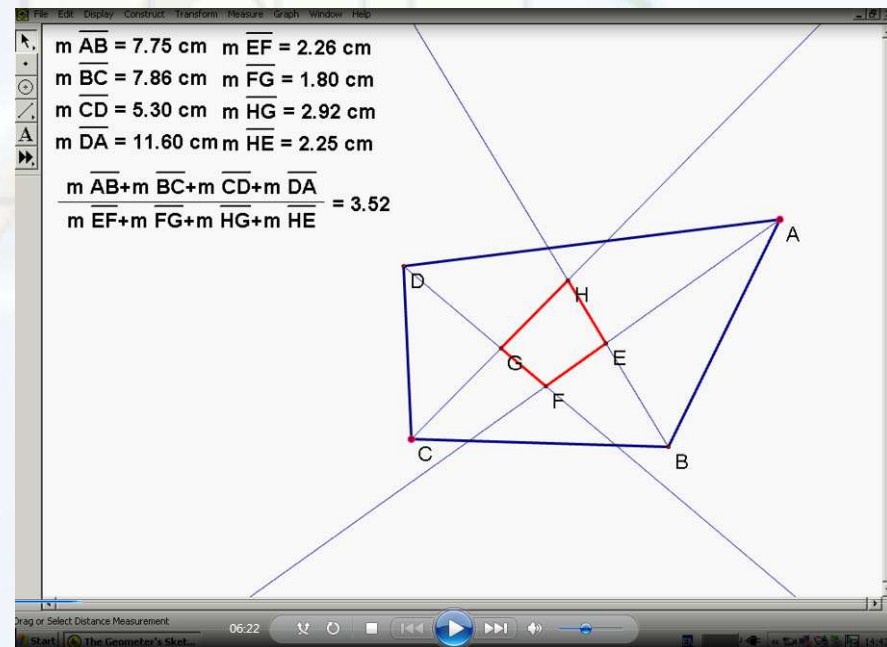 File Edit Display Construct Transform Measure Graph Window Help
m AB = 7.75 cm m EF = 2.26 cm
m BC = 7.86 cm m FG = 1.80 cm
m CD = 5.30 cm m HG = 2.92 cm
m DA = 11.60 cm m HE = 2.25 cm
m AB+m BC+m CD+m DA
m EF+m FG+m HG+m HE
= 3.52
A
D
H
G
E
F
C
B
A
Drag or Select Distance Measurement
06:22
Start The Geometer's Sket...